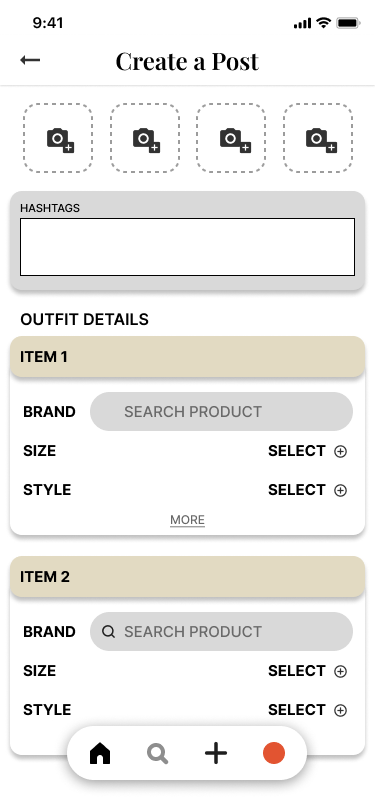 9:41
Create a Post
HASHTAGS
OUTFIT DETAILS
ITEM 1
BRAND SEARCH PRODUCT
SIZE SELECT
STYLE SELECT
MORE
ITEM 2
BRAND SEARCH PRODUCT
SIZE SELECT
STYLE SELECT